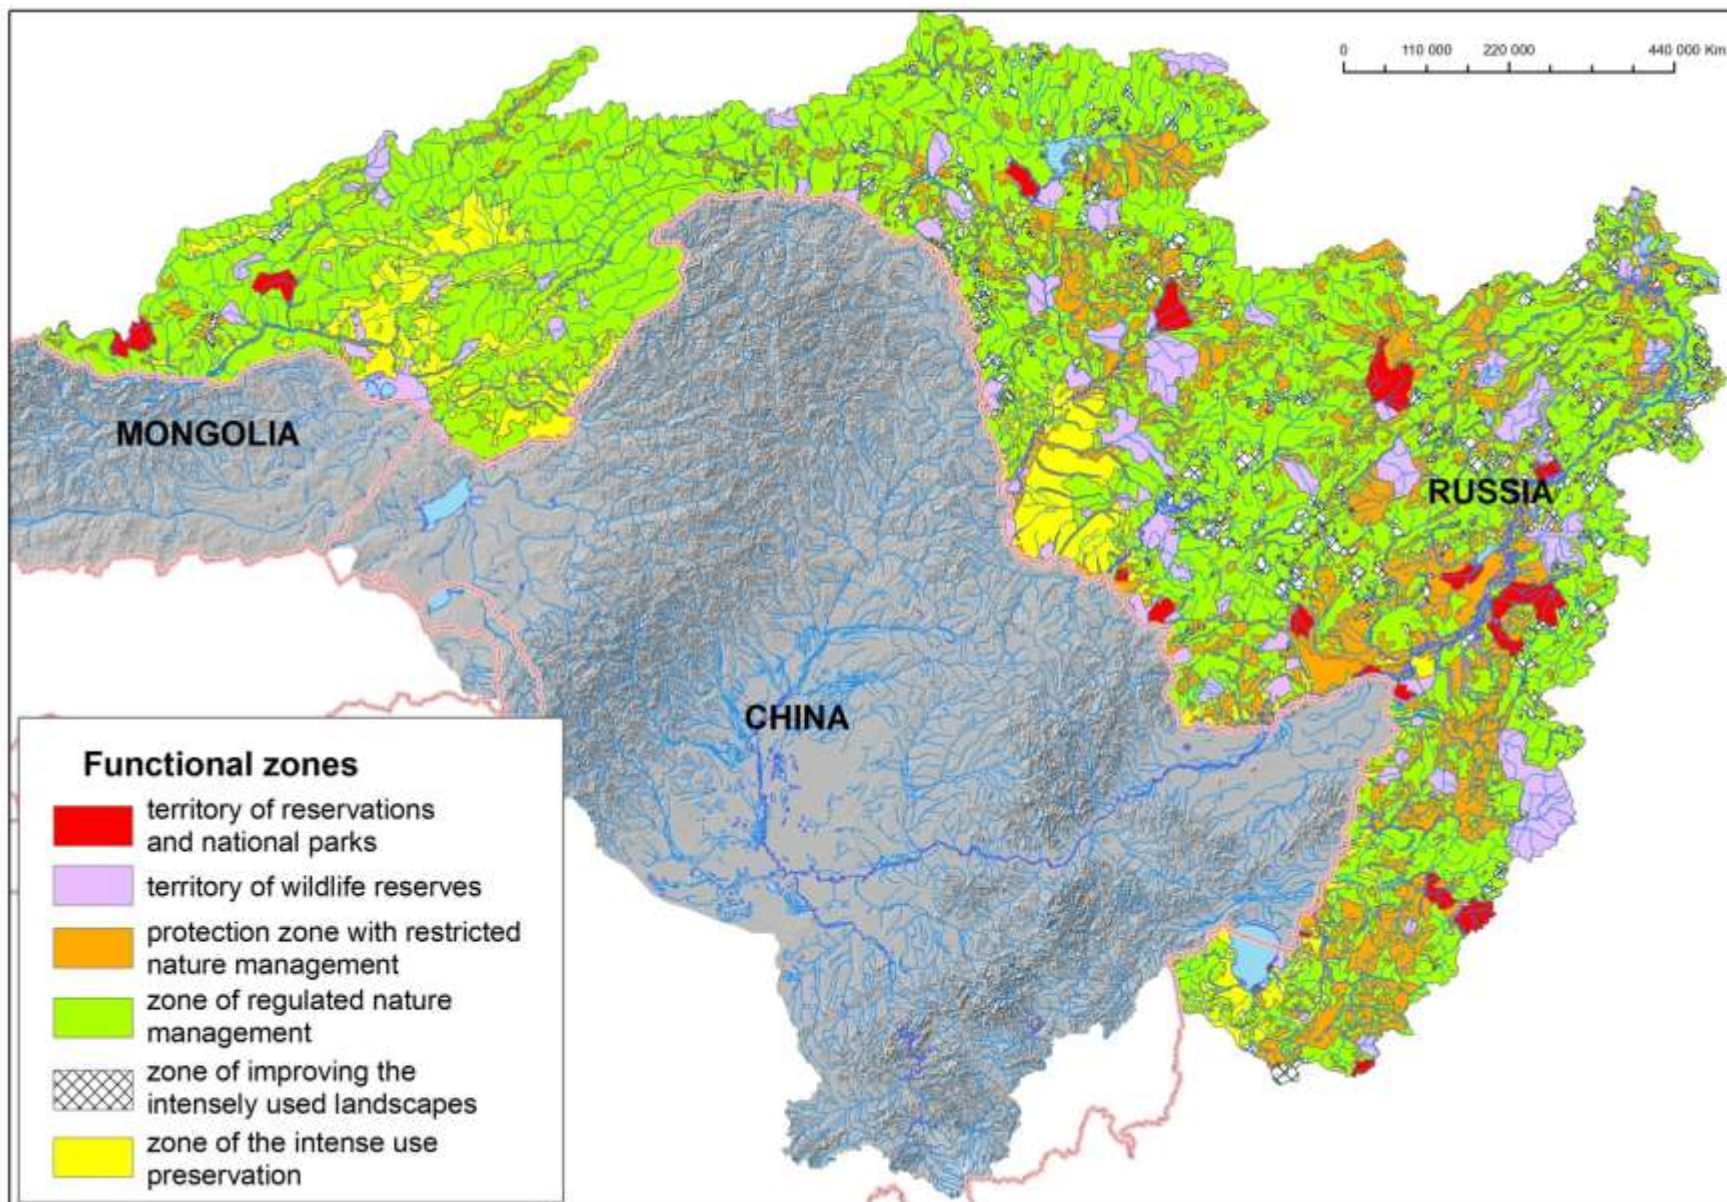 0 110 000 220 000 440 000 Km
MONGOLIA
RUSSIA
CHINA
Functional zones
territory of reservations
and national parks
territory of wildlife reserves
protection zone with restricted
nature management
zone of regulated nature
management
zone of improving the
intensely used landscapes
zone of the intense use
preservation